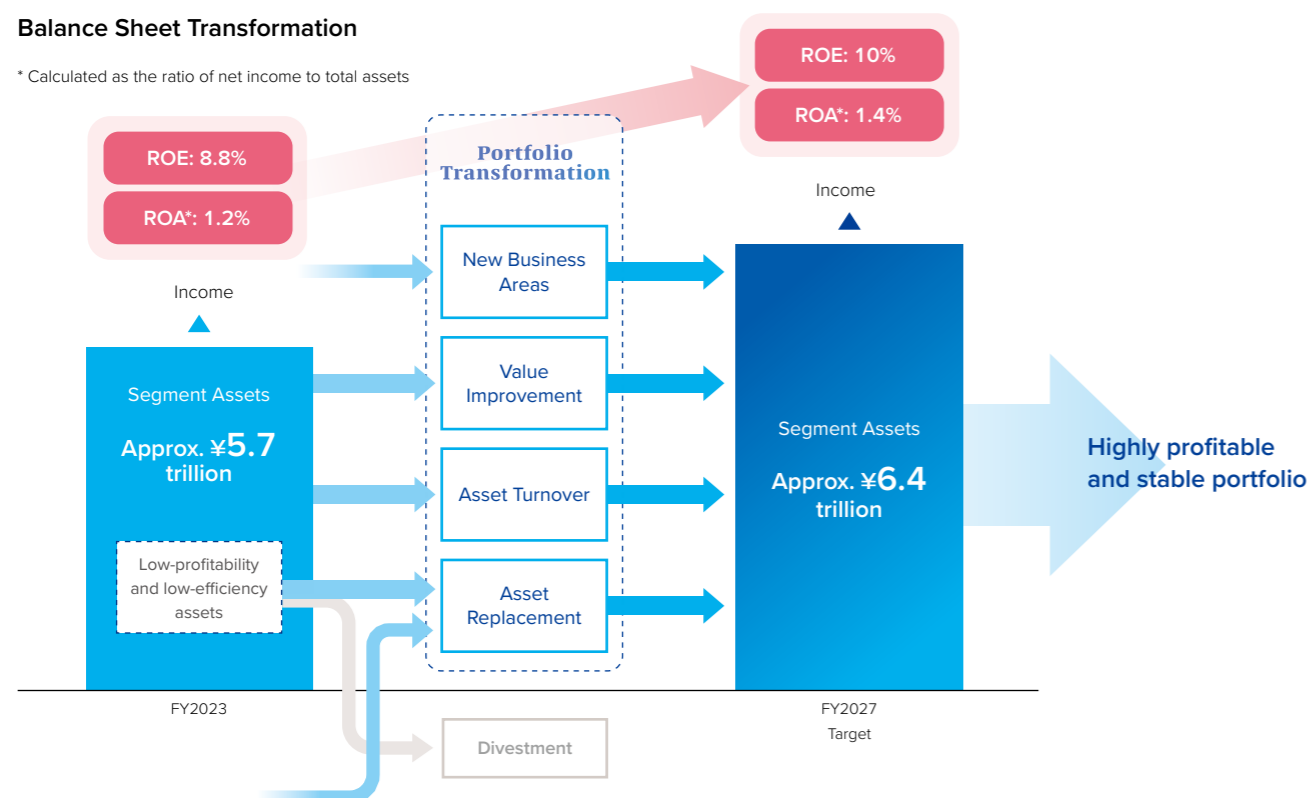 Balance Sheet Transformation
* Calculated as the ratio of net income to total assets
ROE: 8.8%
ROA*: 1.2%
Income
Segment Assets
Approx. ¥5.7
trillion
Low-profitability
and low-efficiency
assets
FY2023
Portfolio
Transformation
New Business
Areas
Value
Improvement
Asset Turnover
Asset
Replacement
Divestment
ROE: 10%
ROA*: 1.4%
Income
Segment Assets
Approx. ¥6.4
trillion
FY2027
Target
Highly profitable
and stable portfolio